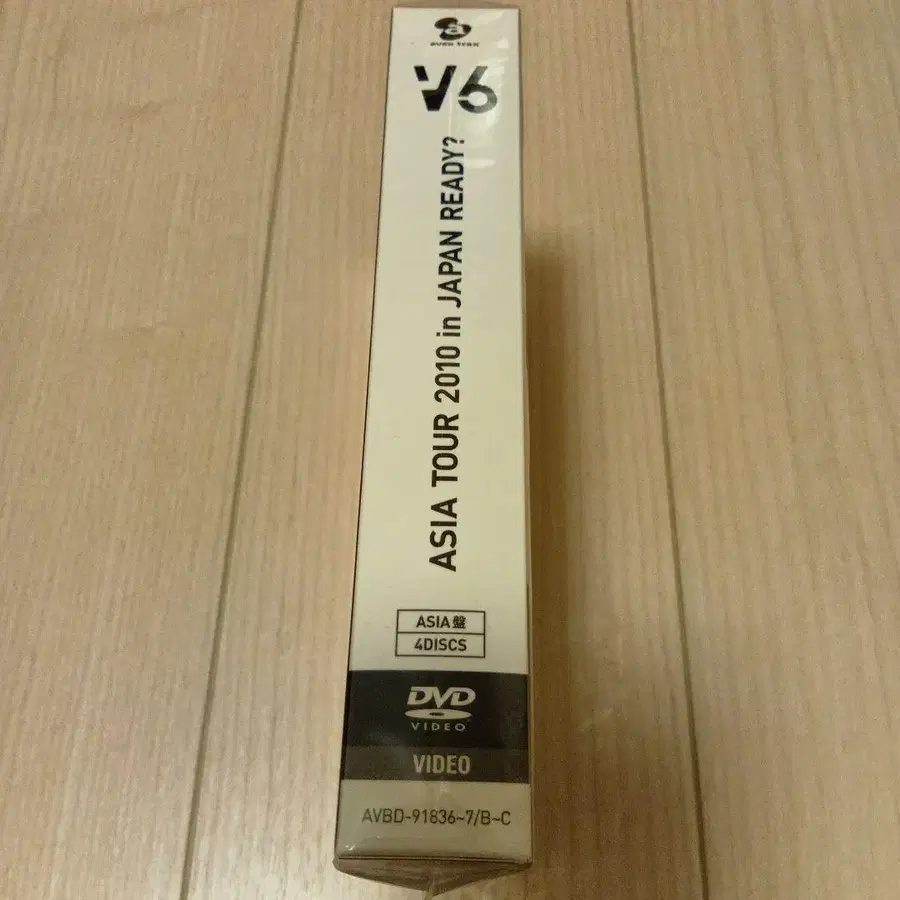 a
avex trax
V6
ASIA TOUR 2010 in JAPAN READY?
ASIA盤
4DISCS
DVD
VIDEO
VIDEO
AVBD-91836~7/B~C